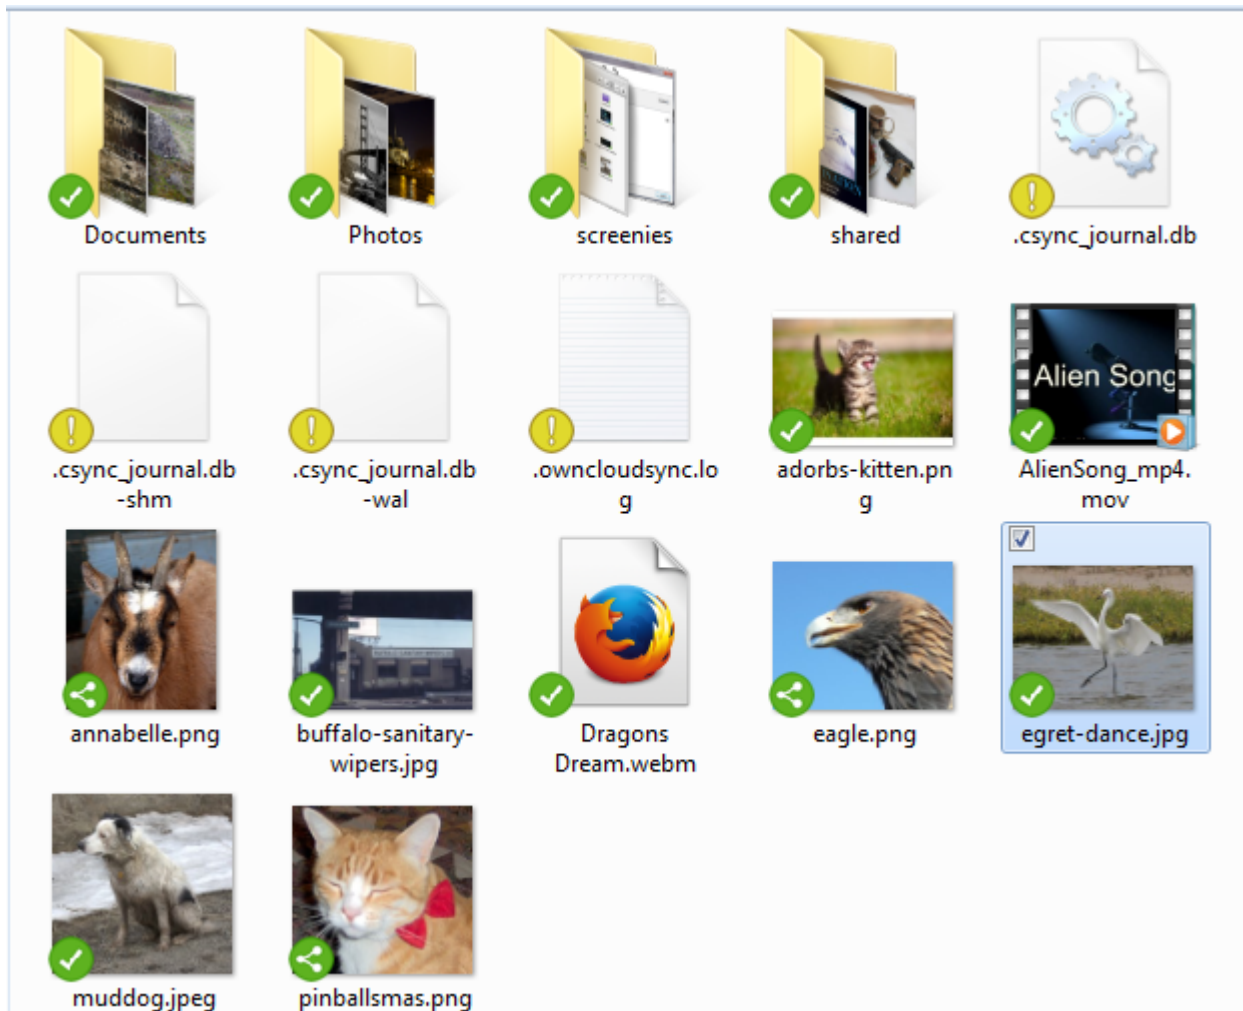 Documents
Photos
screenies
shared
.csync_journal.db
.csync_journal.db
-shm
.csync_journal.db
-wal
.owncloudsync.lo
g
adorbs-kitten.pn
g
Alien Song
AlienSong_mp4.
mov
annabelle.png
buffalo-sanitary-
wipers.jpg
Dragons
Dream.webm
eagle.png
egret-dance.jpg
muddog.jpeg
pinballsmas.png